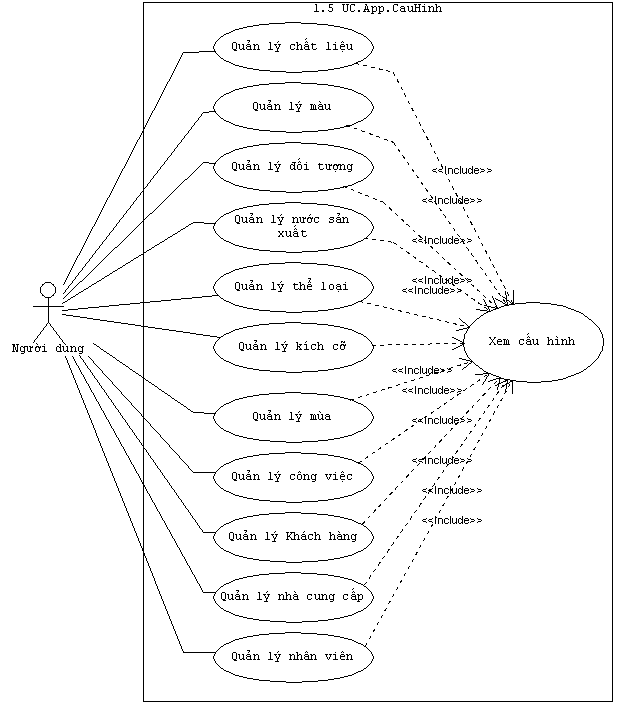 1.5 UC.App.CauHinh
Quản lý chất liệu
Quản lý màu
<<Include>>
Quản lý đối tượng
<<Include>>
Quản lý nước sản
xuất
<<Include>>
Quản lý thể loại
<<Include>>
<<Include>>
Người dùng
Quản lý kích cỡ
Xem cấu hình
<<Include>>
<<Include>>
Quản lý mùa
<<Include>>
Quản lý công việc
<<Include>>
Quản lý Khách hàng
<<Include>>
Quản lý nhà cung cấp
Quản lý nhân viên